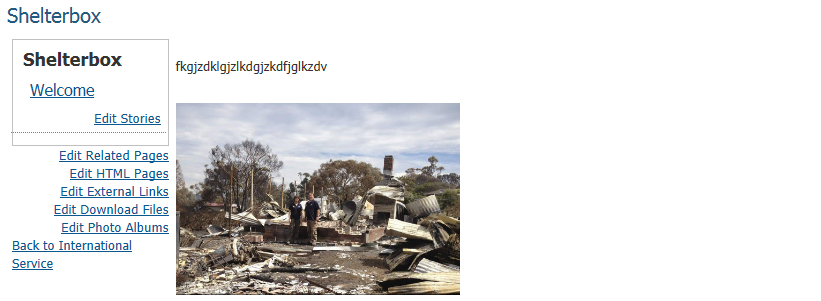 Shelterbox
Shelterbox
Welcome
Edit Stories
Edit Related Pages
Edit HTML Pages
Edit External Links
Edit Download Files
Edit Photo Albums
Back to International
Service
fkgjzdklgjzlkdgjzkdfjglkzdv